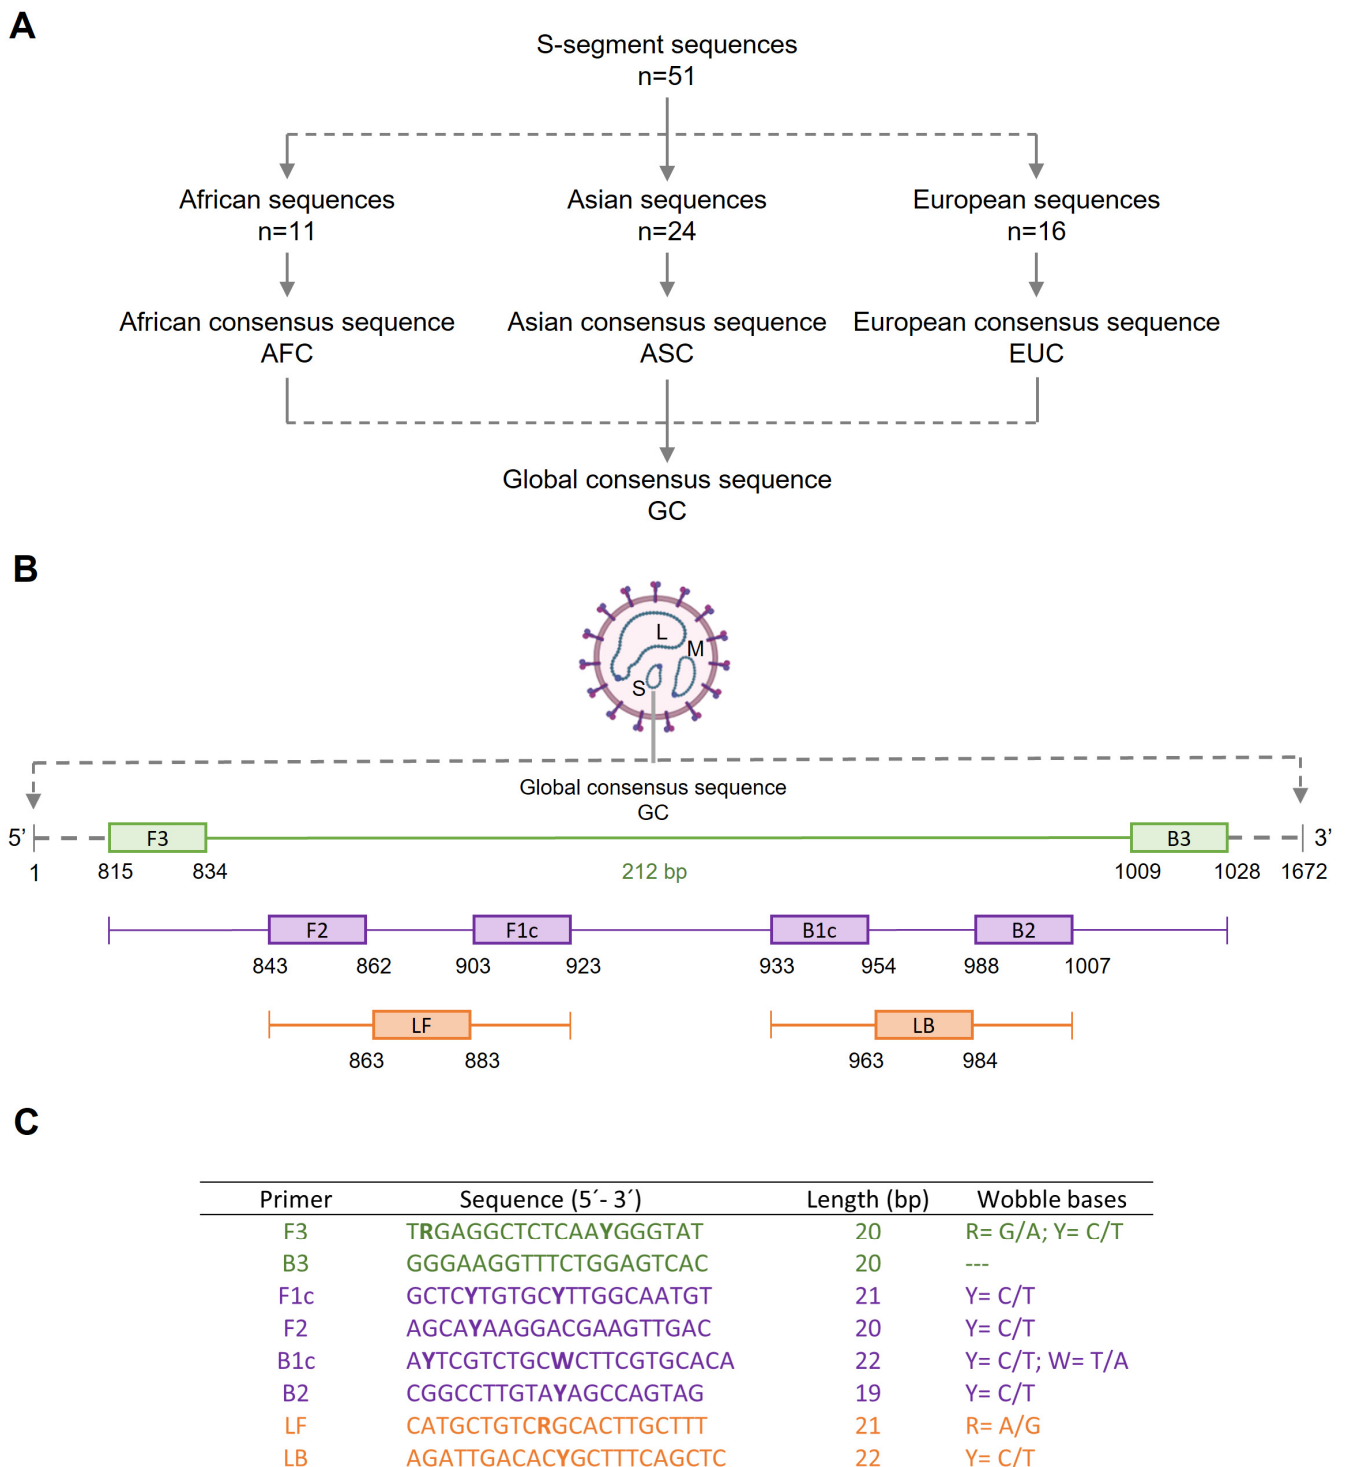 A
S-segment sequences
n=51
African sequences
n=11
Asian sequences
n=24
European sequences
n=16
African consensus sequence
AFC
Asian consensus sequence
ASC
European consensus sequence
EUC
Global consensus sequence
GC
B
L
M
S
Global consensus sequence
GC
5’ F3 B3 3’
1 815 834 212 bp 1009 1028 1672
F2 F1c B1c B2
843 862 903 923 933 954 988 1007
LF LB
863 883 963 984
C
Primer Sequence (5´- 3´) Length (bp) Wobble bases
F3 TRGAGGCTCTCAAYGGGTAT 20 R= G/A; Y= C/T
B3 GGGAAGGTTTCTGGAGTCAC 20 ---
F1c GCTCYTGTGCYTTGGCAATGT 21 Y= C/T
F2 AGCAYAAGGACGAAGTTGAC 20 Y= C/T
B1c AYTCGTCTGCWCTTCGTGCACA 22 Y= C/T; W= T/A
B2 CGGCCTTGTAYAGCCAGTAG 19 Y= C/T
LF CATGCTGTCRGCACTTGCTTT 21 R= A/G
LB AGATTGACACYGCTTTCAGCTC 22 Y= C/T